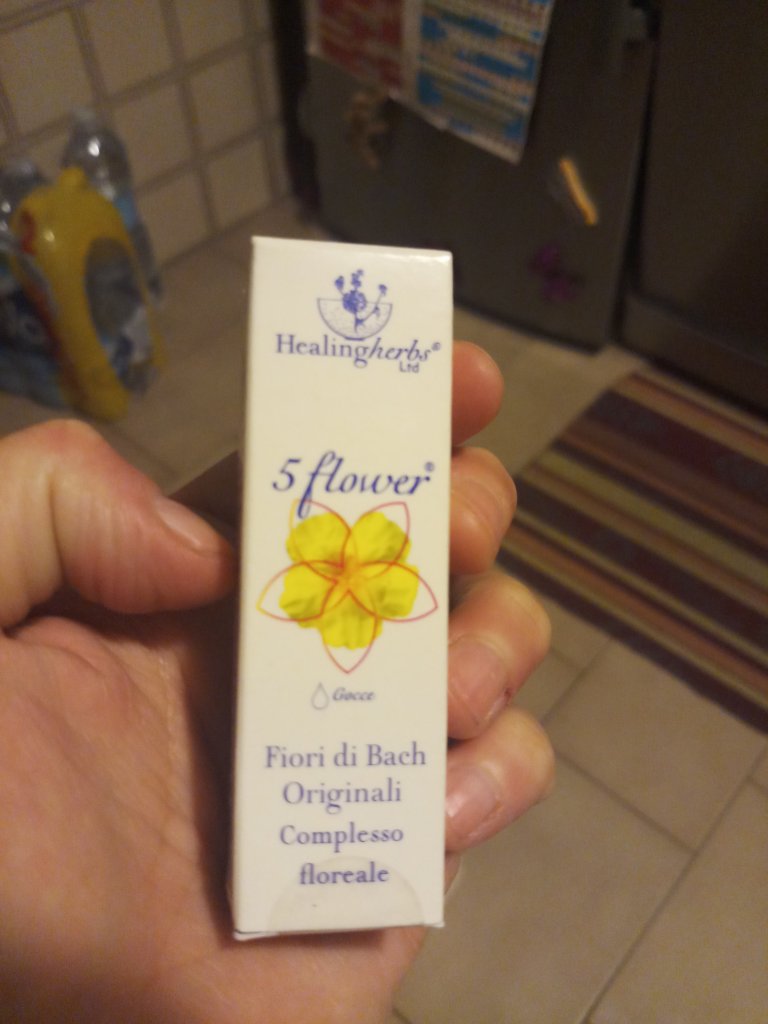 Healingherbs®
Ltd
5 flower®
Gocce
Fiori di Bach
Originali
Complesso
floreale